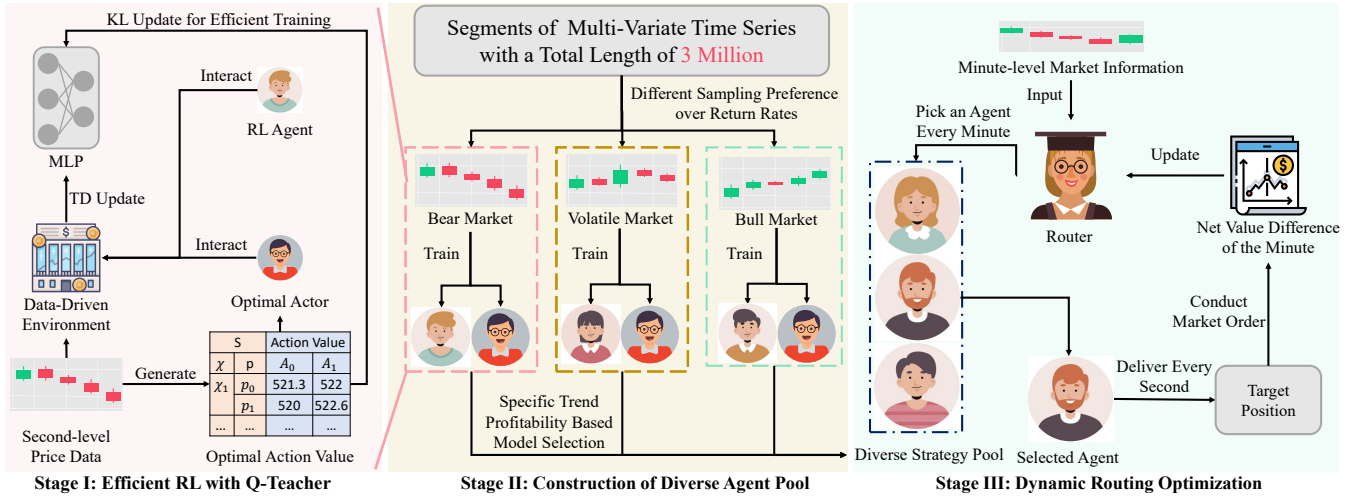 KL Update for Efficient Training
Interact
RL Agent
MLP
TD Update
Interact
Optimal Actor
Data-Driven
Environment
Generate
S
Action Value
χ
p
A₀
A₁
χ₁
p₀
521.3
522
p₁
520
522.6
...
...
...
...
Second-level
Price Data
Optimal Action Value
Stage I: Efficient RL with Q-Teacher
Segments of Multi-Variate Time Series
with a Total Length of 3 Million
Different Sampling Preference
over Return Rates
Bear Market
Volatile Market
Bull Market
Train
Train
Train
Specific Trend
Profitability Based
Model Selection
Stage II: Construction of Diverse Agent Pool
Minute-level Market Information
Input
Pick an Agent
Every Minute
Update
Router
Net Value Difference
of the Minute
Conduct
Market Order
Deliver Every
Second
Target
Position
Diverse Strategy Pool
Selected Agent
Stage III: Dynamic Routing Optimization